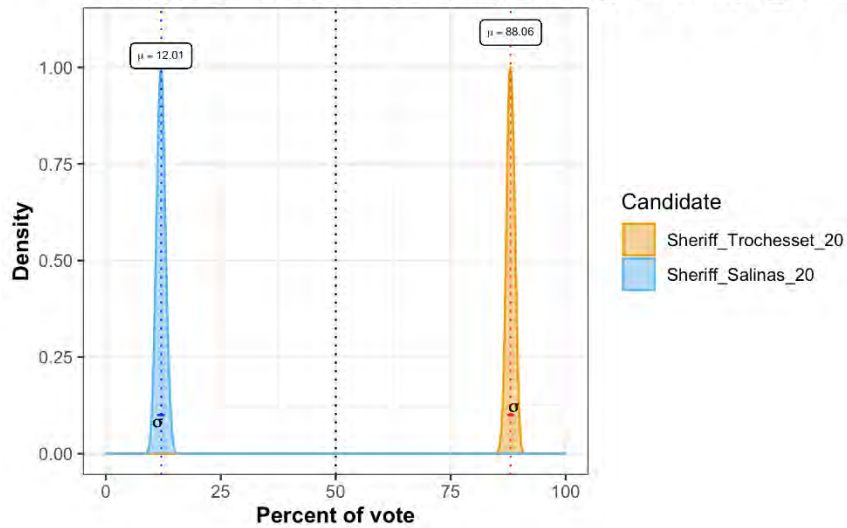 μ = 88.06
μ = 12.01
1.00
0.75
0.50
0.25
0.00
Density
σ
σ
0
25
50
75
100
Percent of vote
Candidate
Sheriff_Trochesset_20
Sheriff_Salinas_20